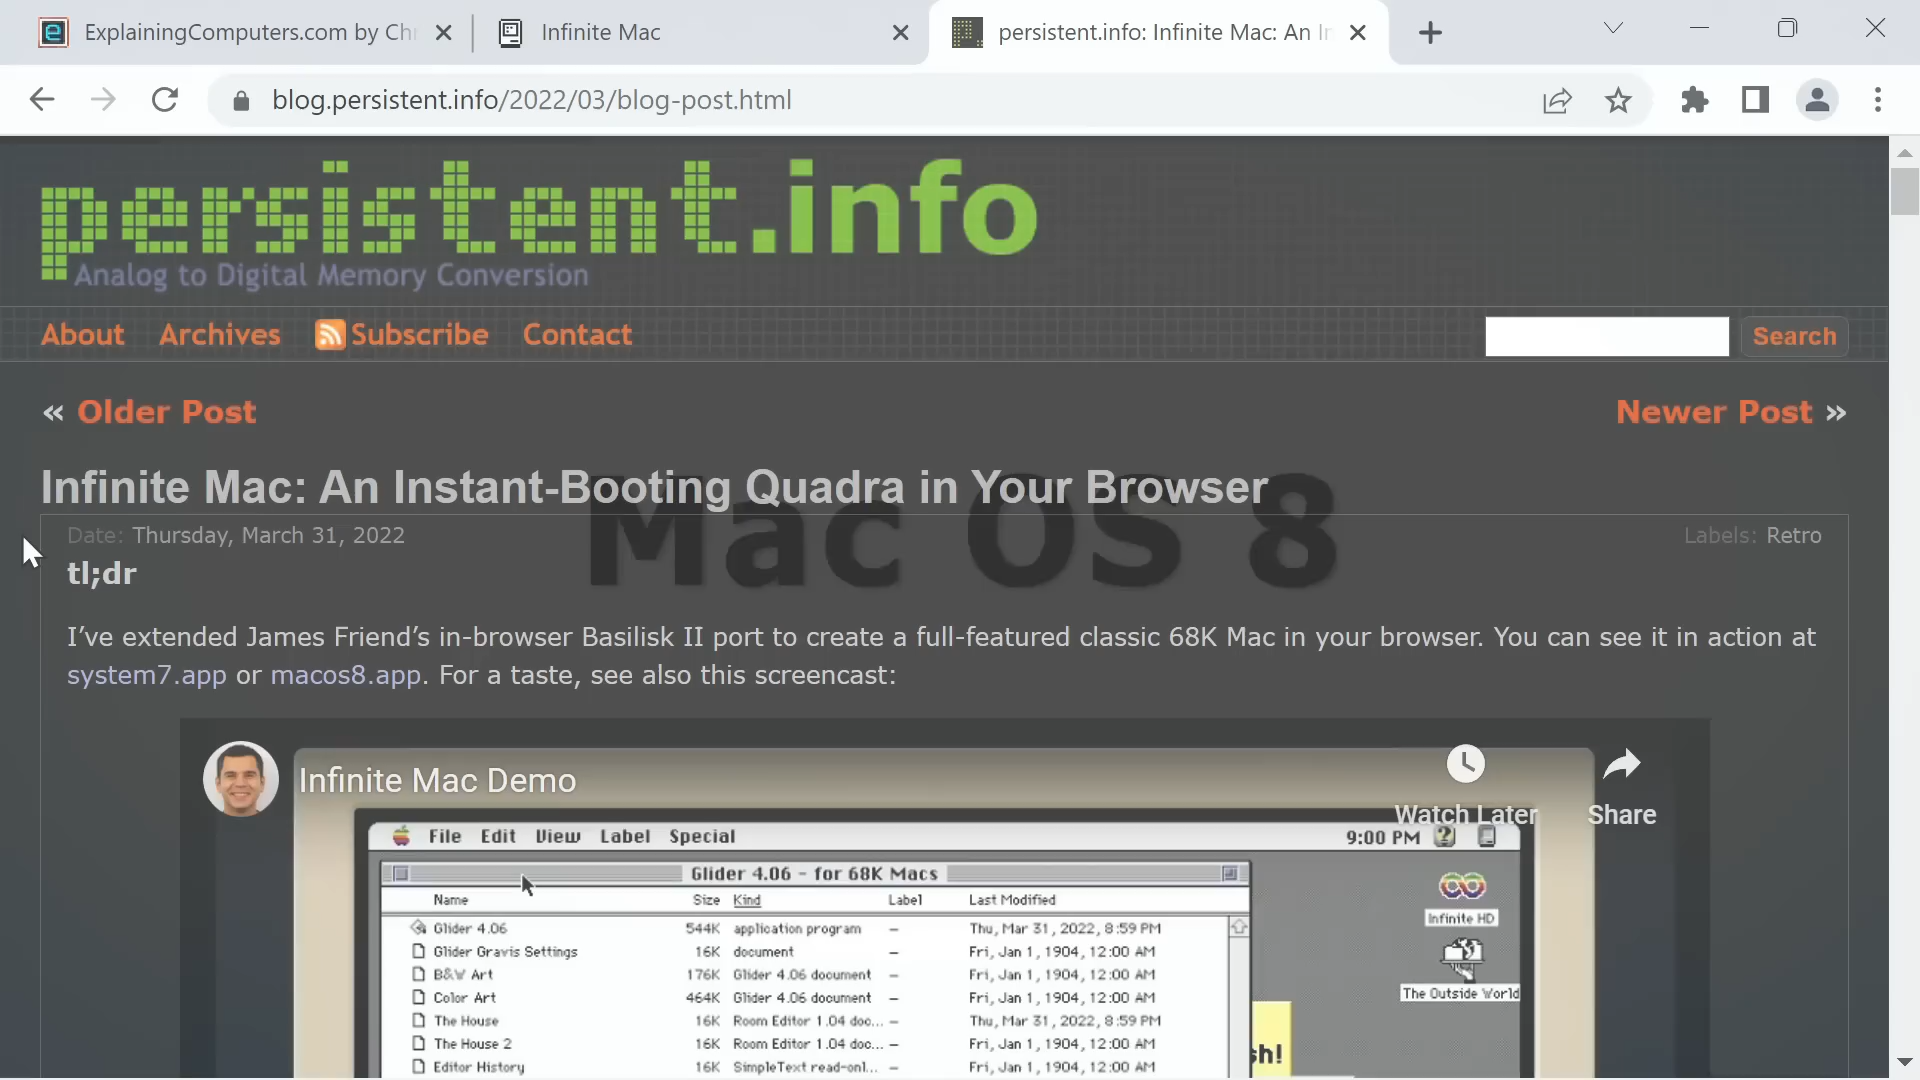 ExplainingComputers.com by Chr
Infinite Mac
persistent.info: Infinite Mac: An In
blog.persistent.info/2022/03/blog-post.html
persistent.info
Analog to Digital Memory Conversion
About Archives Subscribe Contact
Search
« Older Post
Newer Post »
Infinite Mac: An Instant-Booting Quadra in Your Browser
Mac OS 8
Date: Thursday, March 31, 2022
Labels: Retro
tl;dr
I’ve extended James Friend’s in-browser Basilisk II port to create a full-featured classic 68K Mac in your browser. You can see it in action at
system7.app or macos8.app. For a taste, see also this screencast:
Infinite Mac Demo
Watch Later
Share
File Edit View Label Special
9:00 PM
Glider 4.06 - for 68K Macs
Name Size Kind Label Last Modified
Glider 4.06 544K application program – Thu, Mar 31, 2022, 8:59 PM
Glider Gravis Settings 16K document – Fri, Jan 1, 1904, 12:00 AM
B&W Art 176K Glider 4.06 document – Fri, Jan 1, 1904, 12:00 AM
Color Art 464K Glider 4.06 document – Fri, Jan 1, 1904, 12:00 AM
The House 16K Room Editor 1.04 doc... – Thu, Mar 31, 2022, 8:59 PM
The House 2 16K Room Editor 1.04 doc... – Fri, Jan 1, 1904, 12:00 AM
Editor History 16K SimpleText read-onl... – Fri, Jan 1, 1904, 12:00 AM
Infinite HD
The Outside World
sh!